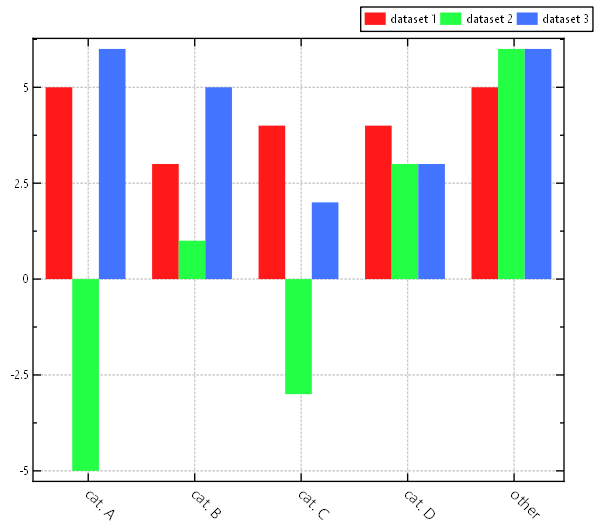 dataset 1 dataset 2 dataset 3
5
2.5
0
-2.5
-5
cat. A cat. B cat. C cat. D other